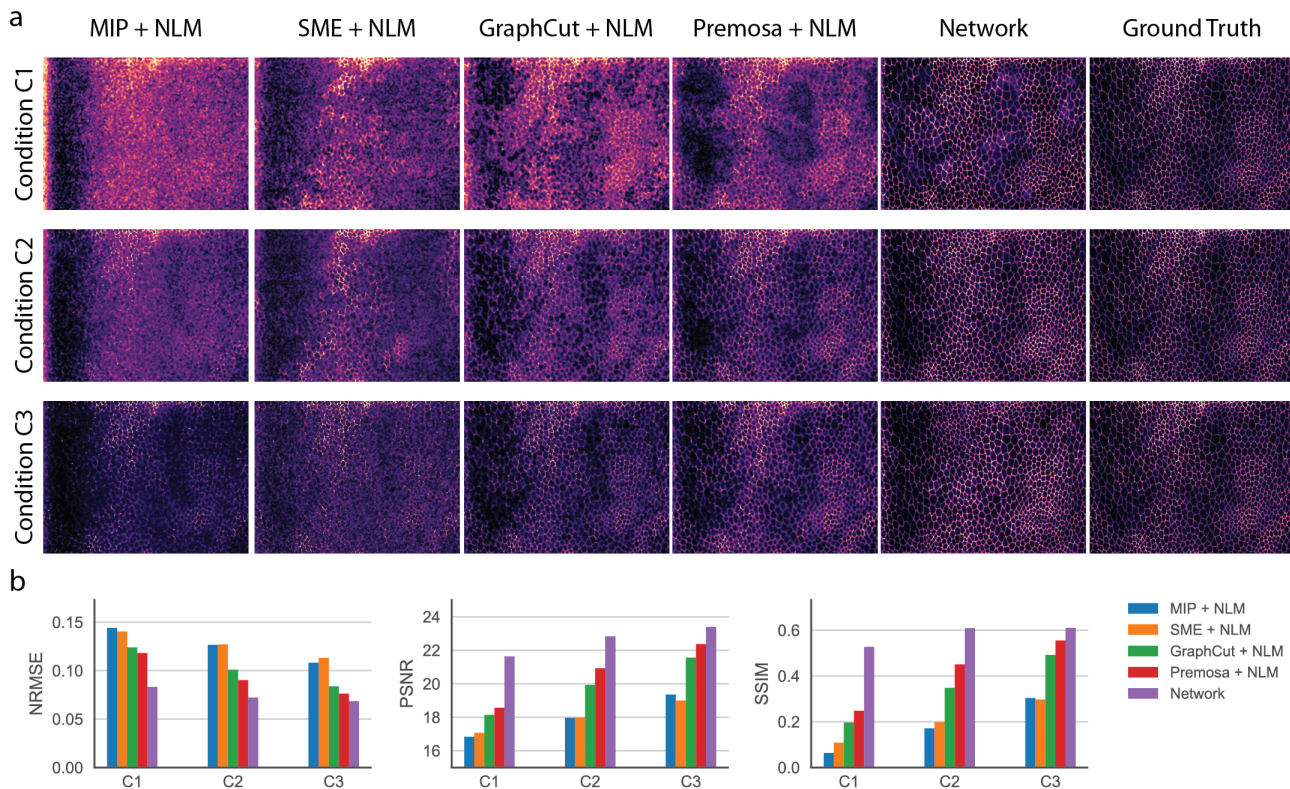 a
MIP + NLM
SME + NLM
GraphCut + NLM
Premosa + NLM
Network
Ground Truth
Condition C1
Condition C2
Condition C3
b
NRMSE
0.15
0.10
0.05
0.00
C1
C2
C3
PSNR
24
22
20
18
16
C1
C2
C3
SSIM
0.6
0.4
0.2
0.0
C1
C2
C3
MIP + NLM
SME + NLM
GraphCut + NLM
Premosa + NLM
Network